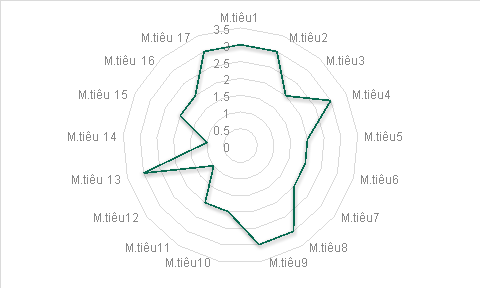 M.tiêu1
M.tiêu 17
3.5
M.tiêu2
3
M.tiêu 16
M.tiêu3
2.5
2
M.tiêu 15
M.tiêu4
1.5
1
0.5
M.tiêu 14
M.tiêu5
0
M.tiêu 13
M.tiêu6
M.tiêu12
M.tiêu7
M.tiêu11
M.tiêu8
M.tiêu10
M.tiêu9